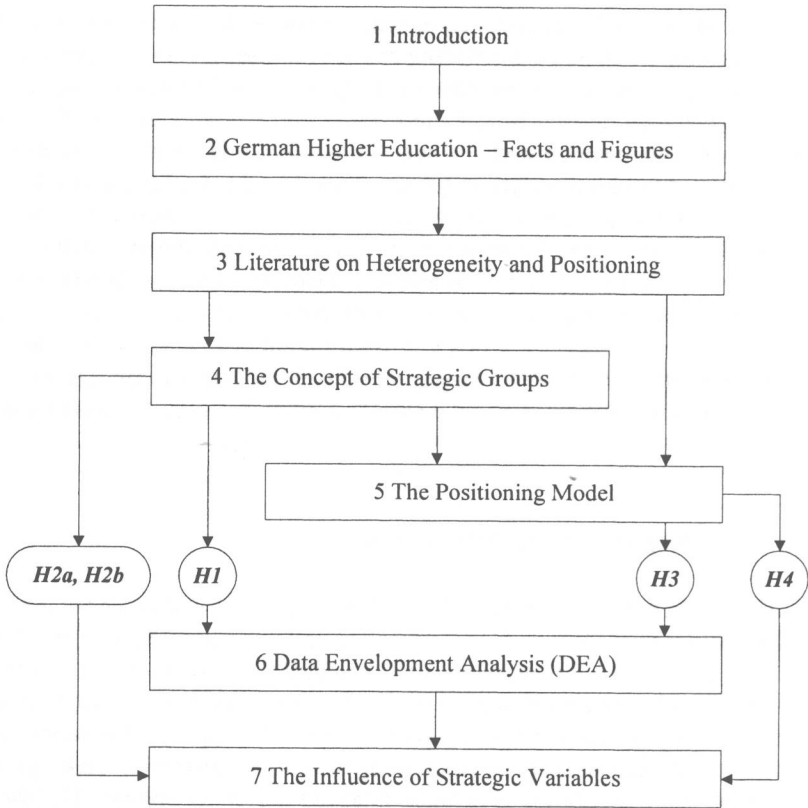 1 Introduction
2 German Higher Education – Facts and Figures
3 Literature on Heterogeneity and Positioning
4 The Concept of Strategic Groups
5 The Positioning Model
H2a, H2b
H1
H3
H4
6 Data Envelopment Analysis (DEA)
7 The Influence of Strategic Variables